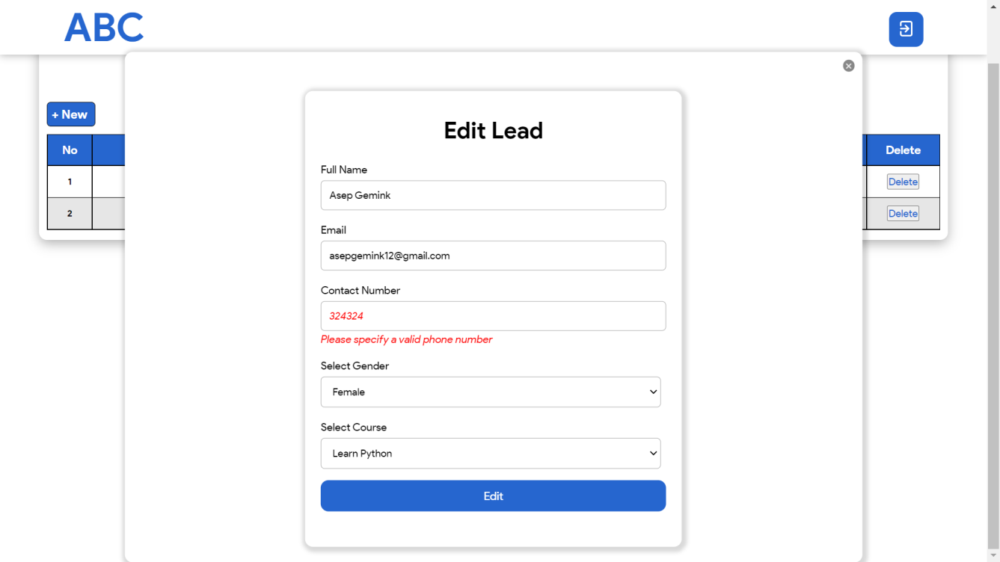 ABC
+ New
No
Delete
1
Delete
2
Delete
Edit Lead
Full Name
Asep Gemink
Email
asepgemink12@gmail.com
Contact Number
324324
Please specify a valid phone number
Select Gender
Female
Select Course
Learn Python
Edit